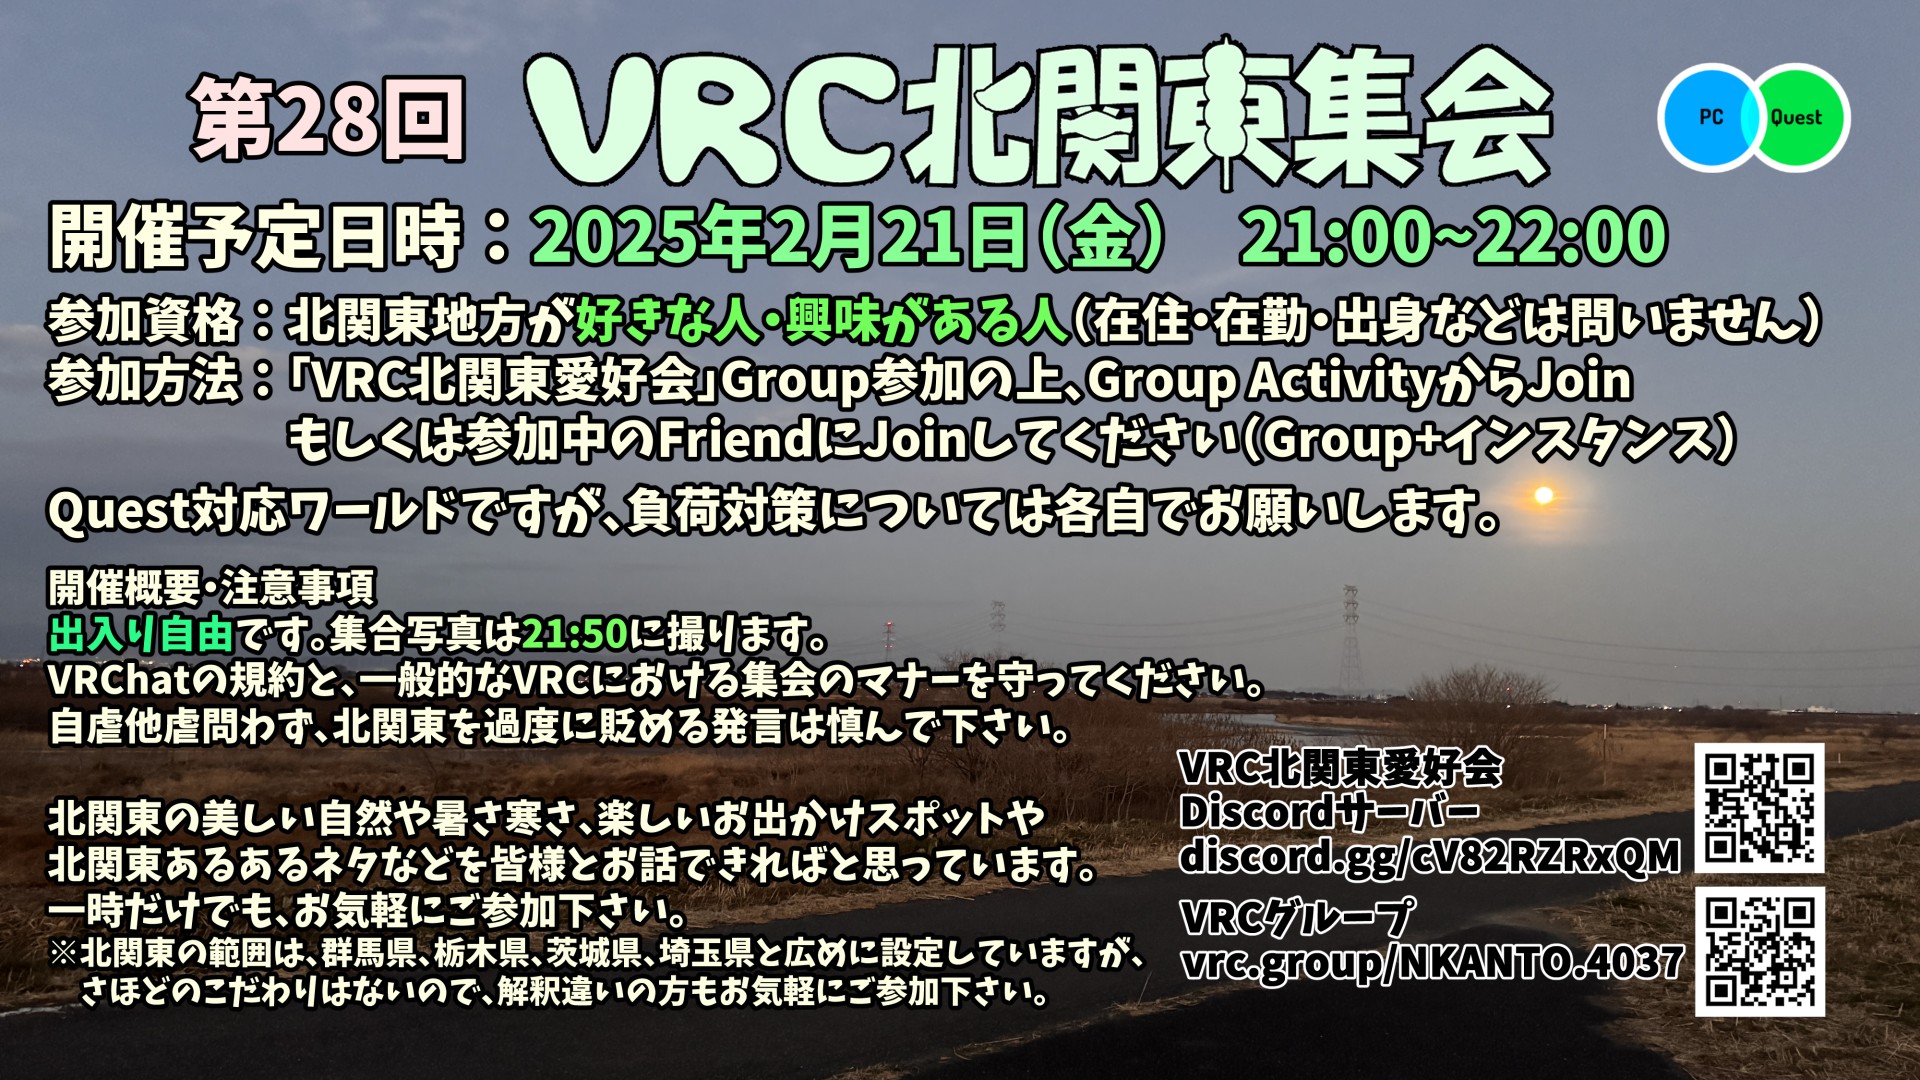 第28回 VRC北関東集会
PC Quest
開催予定日時：2025年2月21日（金） 21:00~22:00
参加資格：北関東地方が好きな人・興味がある人（在住・在勤・出身などは問いません）
参加方法：「VRC北関東愛好会」Group参加の上、Group ActivityからJoin
もしくは参加中のFriendにJoinしてください（Group+インスタンス）
Quest対応ワールドですが、負荷対策については各自でお願いします。
開催概要・注意事項
出入り自由です。集合写真は21:50に撮ります。
VRChatの規約と、一般的なVRCにおける集会のマナーを守ってください。
自虐他虐問わず、北関東を過度に貶める発言は慎んで下さい。
北関東の美しい自然や暑さ寒さ、楽しいお出かけスポットや
北関東あるあるネタなどを皆様とお話できればと思っています。
一時だけでも、お気軽にご参加下さい。
※北関東の範囲は、群馬県、栃木県、茨城県、埼玉県と広めに設定していますが、
さほどのこだわりはないので、解釈違いの方もお気軽にご参加下さい。
VRC北関東愛好会
Discordサーバー
discord.gg/cV82RZRxQM
VRCグループ
vrc.group/NKANTO.4037